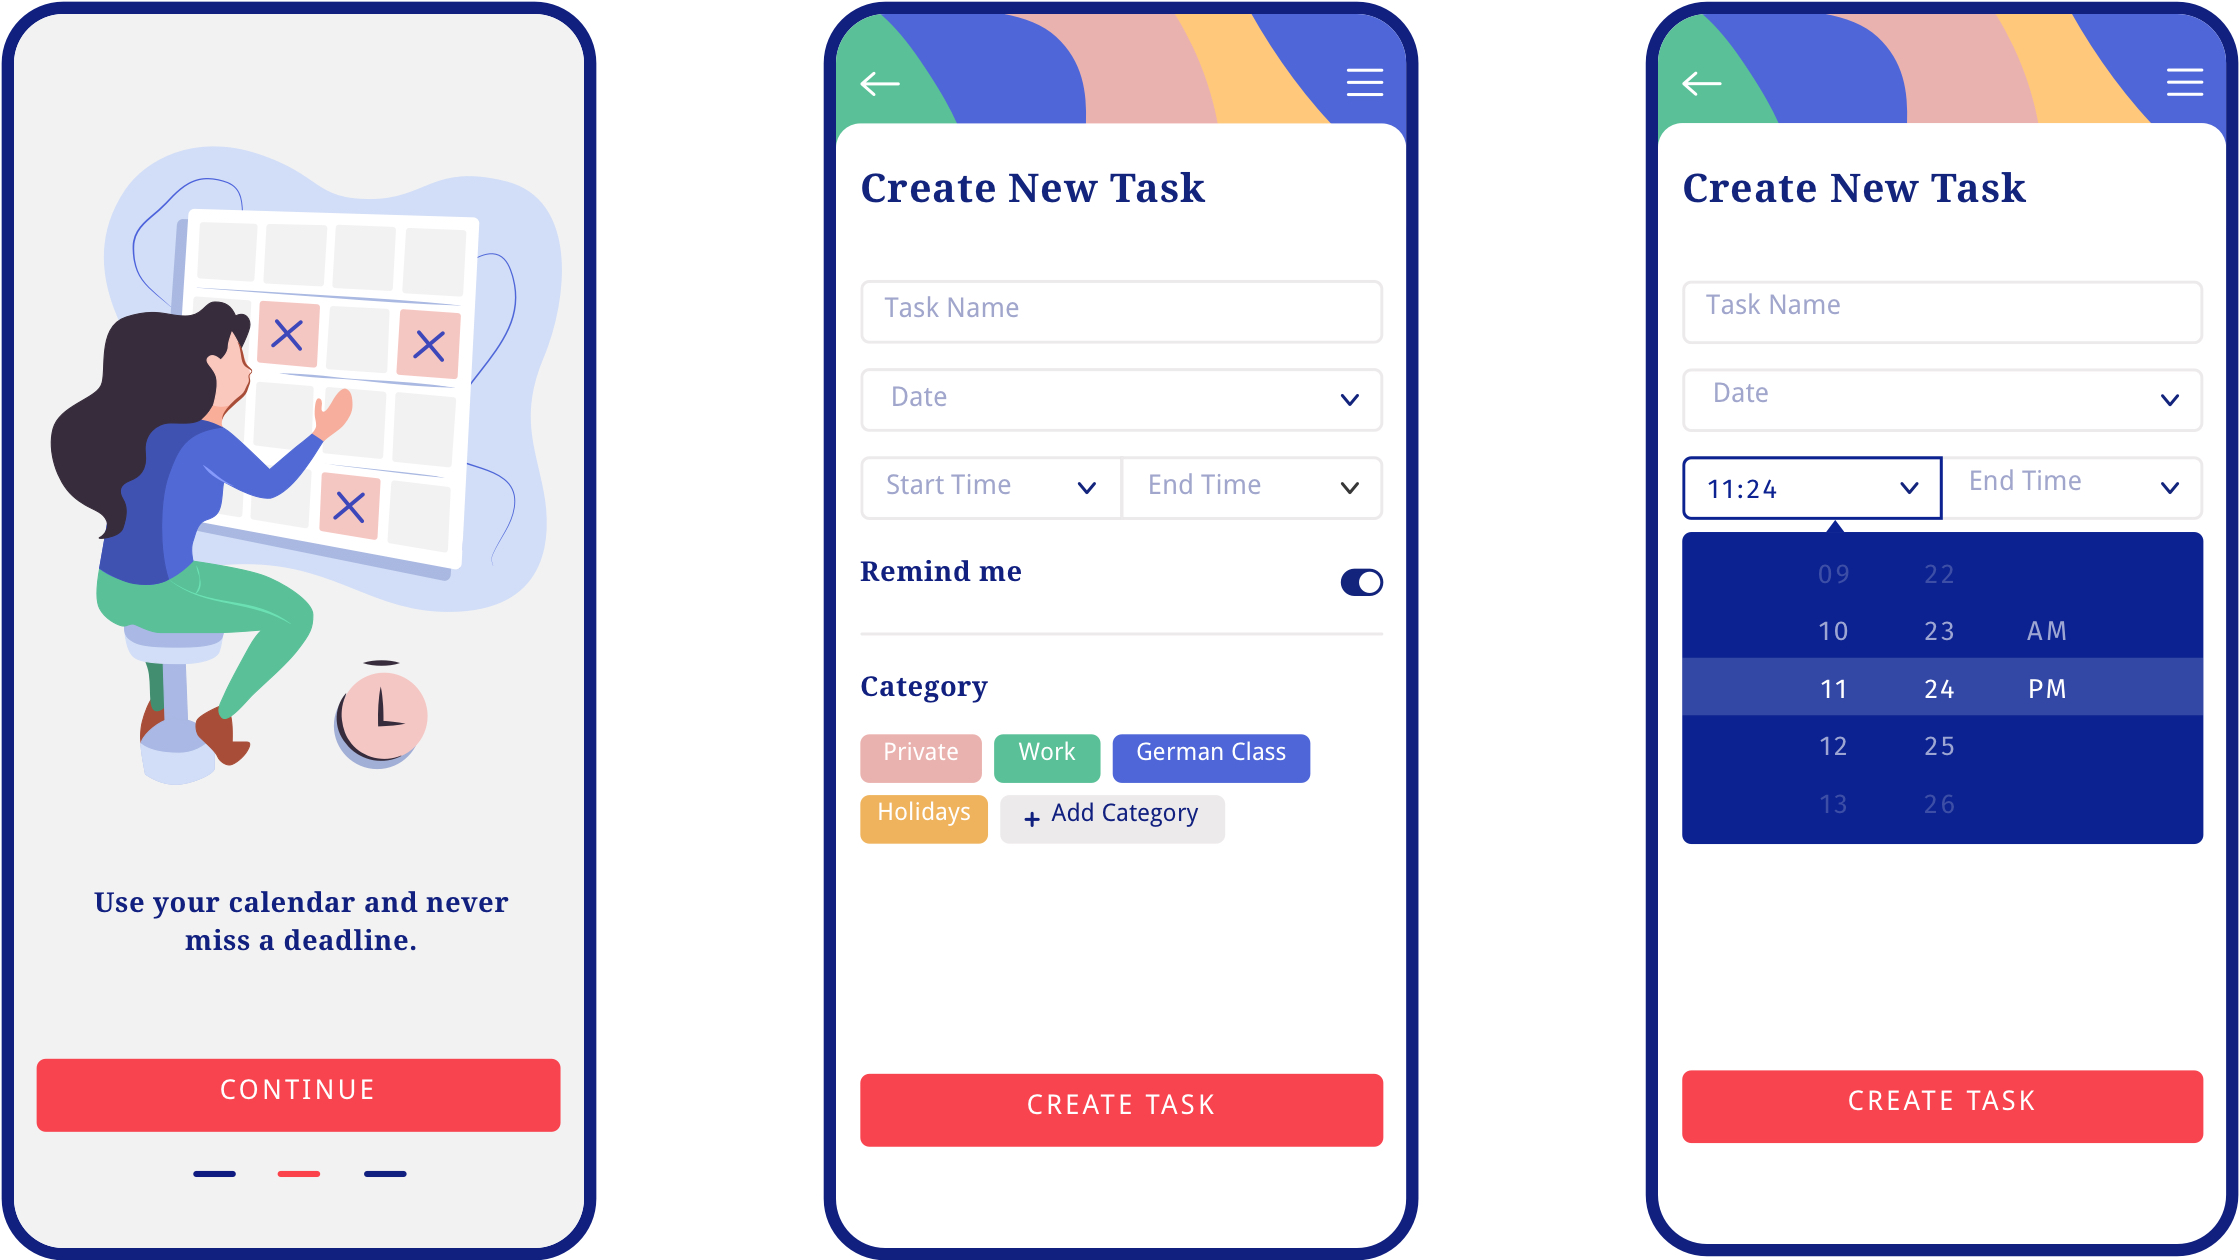 Use your calendar and never
miss a deadline.
CONTINUE
Create New Task
Task Name
Date
Start Time End Time
Remind me
Category
Private Work German Class
Holidays + Add Category
CREATE TASK
Create New Task
Task Name
Date
11:24 End Time
09 22
10 23 AM
11 24 PM
12 25
13 26
CREATE TASK